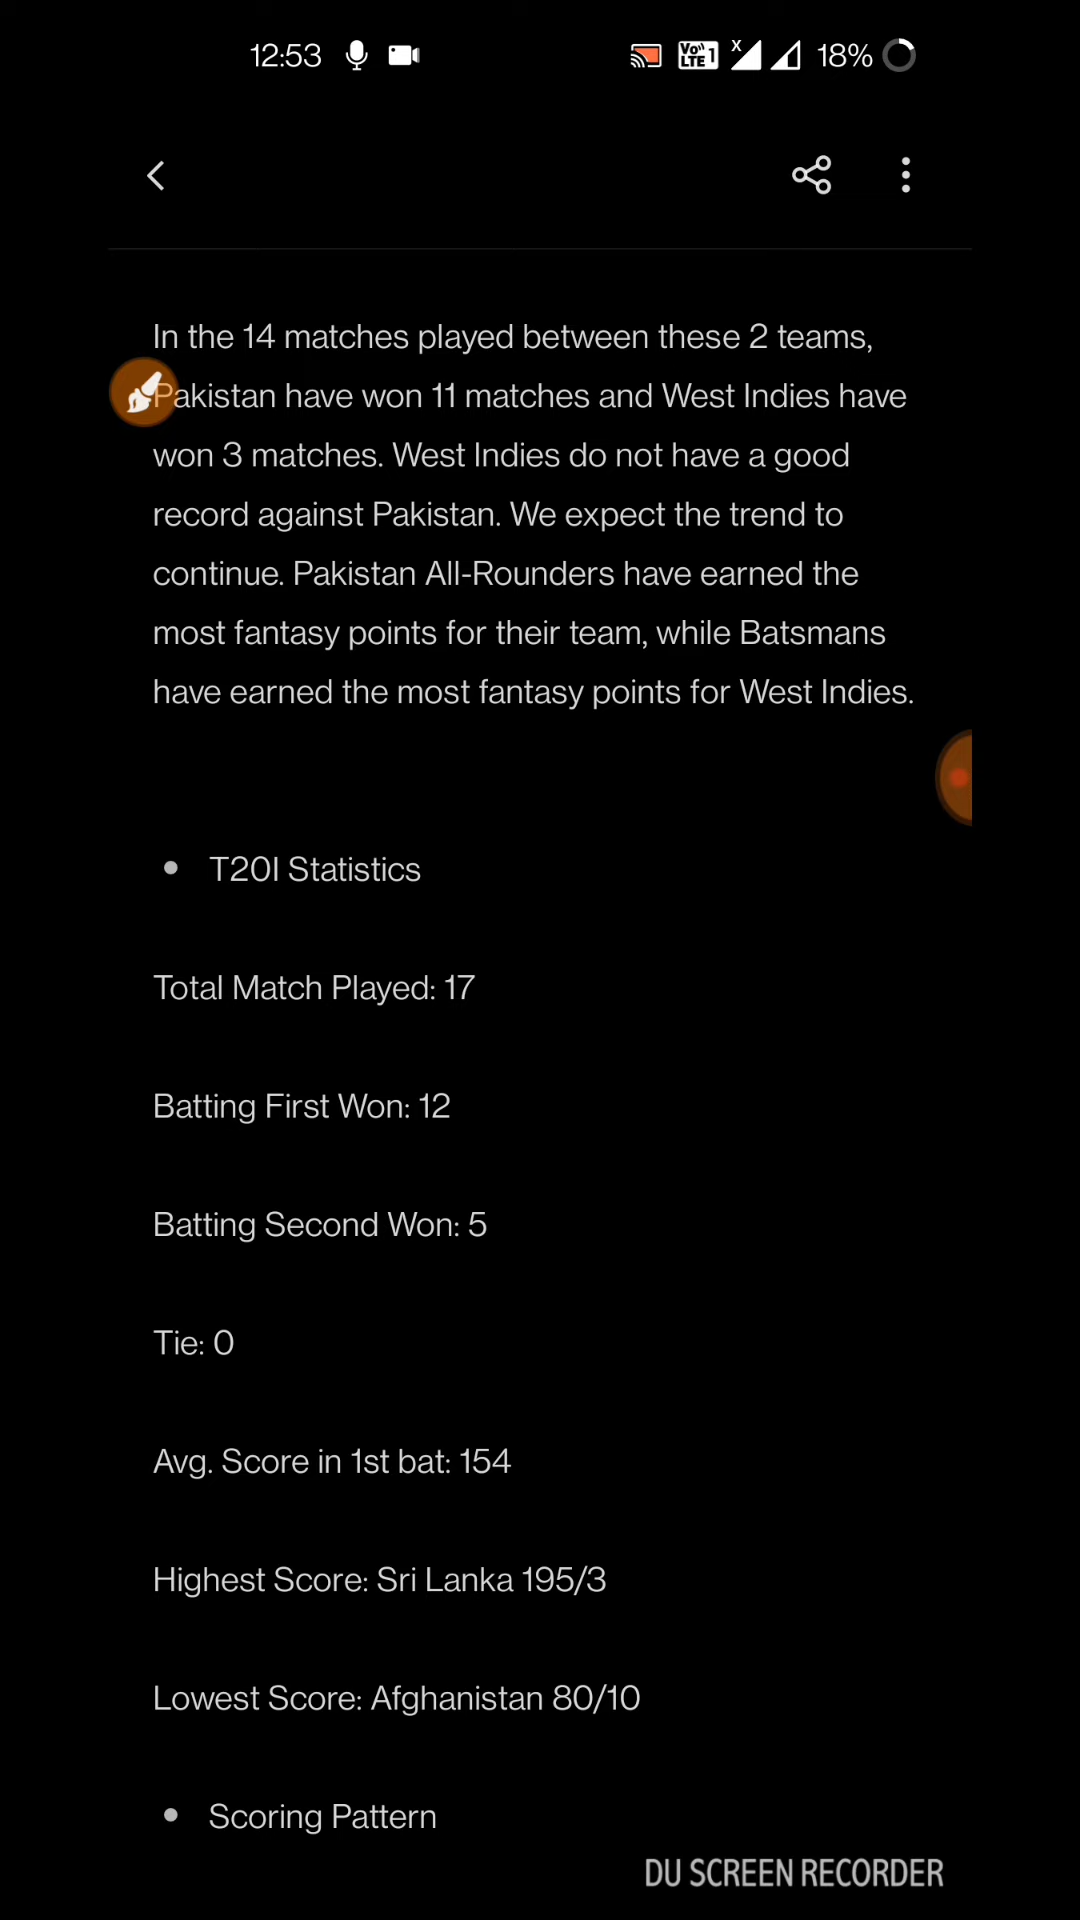 12:53 VoLTE 1 x 18%
In the 14 matches played between these 2 teams,
Pakistan have won 11 matches and West Indies have
won 3 matches. West Indies do not have a good
record against Pakistan. We expect the trend to
continue. Pakistan All-Rounders have earned the
most fantasy points for their team, while Batsmans
have earned the most fantasy points for West Indies.
• T20I Statistics
Total Match Played: 17
Batting First Won: 12
Batting Second Won: 5
Tie: 0
Avg. Score in 1st bat: 154
Highest Score: Sri Lanka 195/3
Lowest Score: Afghanistan 80/10
• Scoring Pattern
DU SCREEN RECORDER